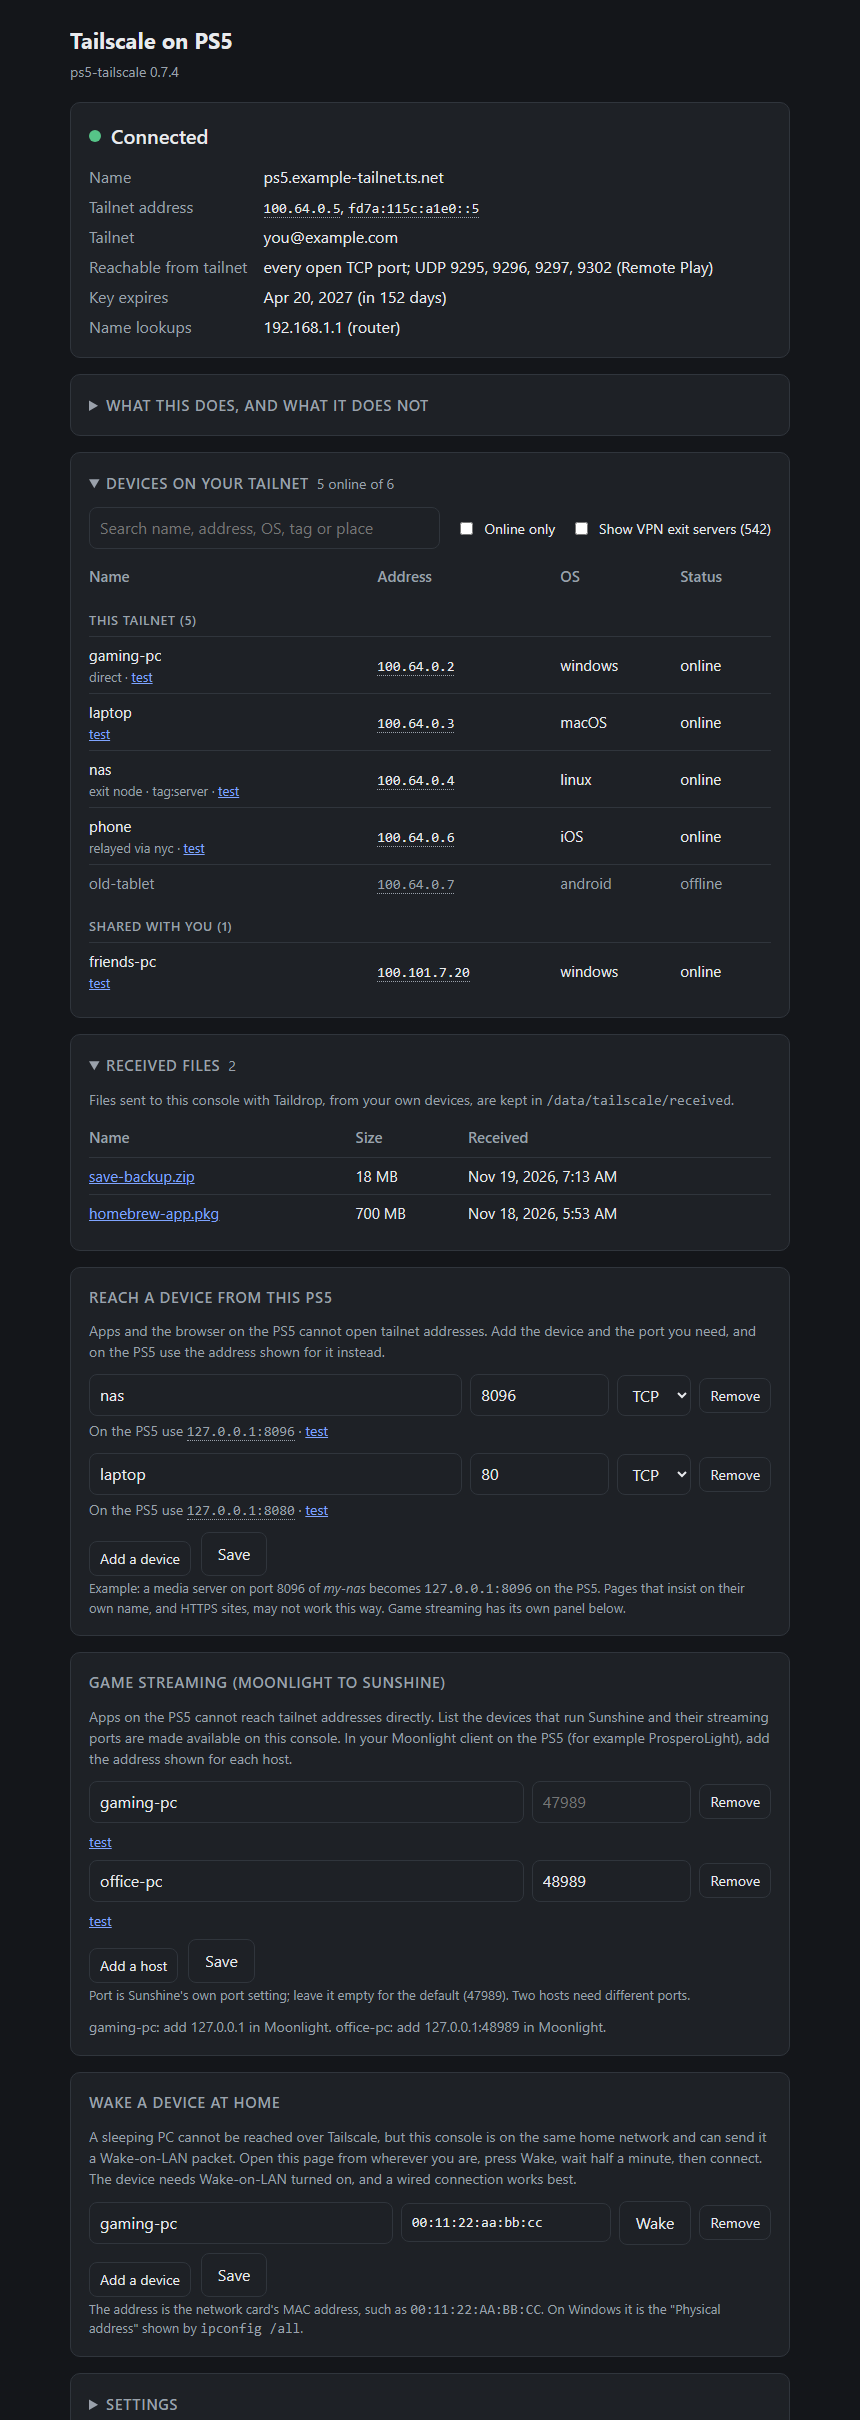 Tailscale on PS5
ps5-tailscale 0.7.4
Connected
Name ps5.example-tailnet.ts.net
Tailnet address 100.64.0.5, fd7a:115c:a1e0::5
Tailnet you@example.com
Reachable from tailnet every open TCP port; UDP 9295, 9296, 9297, 9302 (Remote Play)
Key expires Apr 20, 2027 (in 152 days)
Name lookups 192.168.1.1 (router)
WHAT THIS DOES, AND WHAT IT DOES NOT
DEVICES ON YOUR TAILNET 5 online of 6
Search name, address, OS, tag or place Online only Show VPN exit servers (542)
Name Address OS Status
THIS TAILNET (5)
gaming-pc 100.64.0.2 windows online
direct · test
laptop 100.64.0.3 macOS online
test
nas 100.64.0.4 linux online
exit node · tag:server · test
phone 100.64.0.6 iOS online
relayed via nyc · test
old-tablet 100.64.0.7 android offline
SHARED WITH YOU (1)
friends-pc 100.101.7.20 windows online
test
RECEIVED FILES 2
Files sent to this console with Taildrop, from your own devices, are kept in /data/tailscale/received.
Name Size Received
save-backup.zip 18 MB Nov 19, 2026, 7:13 AM
homebrew-app.pkg 700 MB Nov 18, 2026, 5:53 AM
REACH A DEVICE FROM THIS PS5
Apps and the browser on the PS5 cannot open tailnet addresses. Add the device and the port you need, and
on the PS5 use the address shown for it instead.
nas 8096 TCP Remove
On the PS5 use 127.0.0.1:8096 · test
laptop 80 TCP Remove
On the PS5 use 127.0.0.1:8080 · test
Add a device Save
Example: a media server on port 8096 of my-nas becomes 127.0.0.1:8096 on the PS5. Pages that insist on their
own name, and HTTPS sites, may not work this way. Game streaming has its own panel below.
GAME STREAMING (MOONLIGHT TO SUNSHINE)
Apps on the PS5 cannot reach tailnet addresses directly. List the devices that run Sunshine and their streaming
ports are made available on this console. In your Moonlight client on the PS5 (for example ProsperoLight), add
the address shown for each host.
gaming-pc 47989 Remove
test
office-pc 48989 Remove
test
Add a host Save
Port is Sunshine's own port setting; leave it empty for the default (47989). Two hosts need different ports.
gaming-pc: add 127.0.0.1 in Moonlight. office-pc: add 127.0.0.1:48989 in Moonlight.
WAKE A DEVICE AT HOME
A sleeping PC cannot be reached over Tailscale, but this console is on the same home network and can send it
a Wake-on-LAN packet. Open this page from wherever you are, press Wake, wait half a minute, then connect.
The device needs Wake-on-LAN turned on, and a wired connection works best.
gaming-pc 00:11:22:aa:bb:cc Wake Remove
Add a device Save
The address is the network card's MAC address, such as 00:11:22:AA:BB:CC. On Windows it is the "Physical
address" shown by ipconfig /all.
SETTINGS